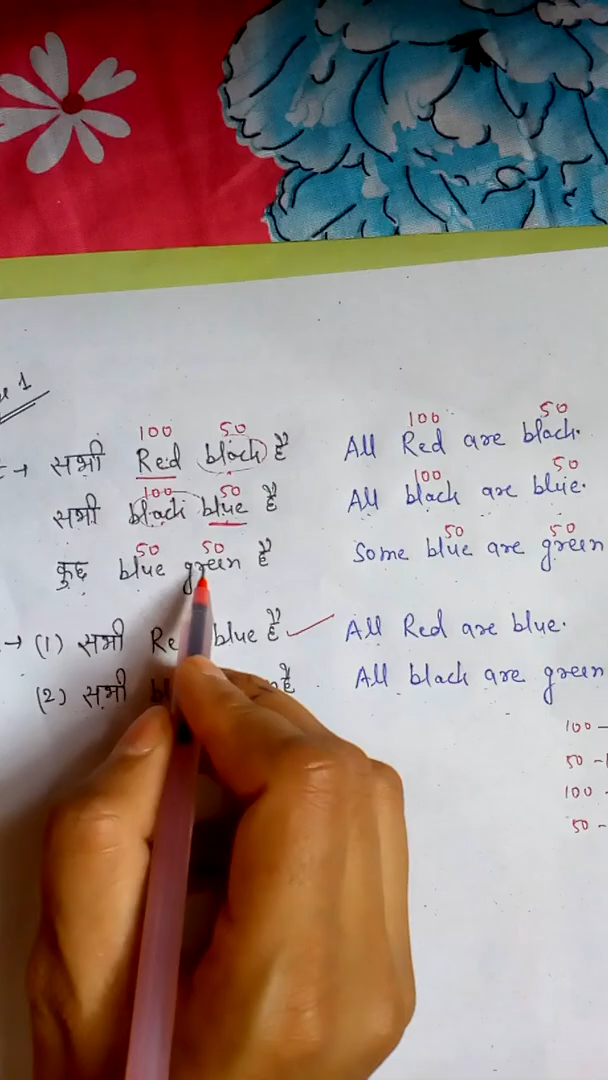 1
100 50 100 50
सभी Red black है All Red are black.
100 50 100 50
सभी black blue है All black are blue.
50 50 50 50
कुछ blue green है Some blue are green
(1) सभी blue है All Red are blue.
(2) सभी है All black are green
100 -
50 -
100 -
50 -